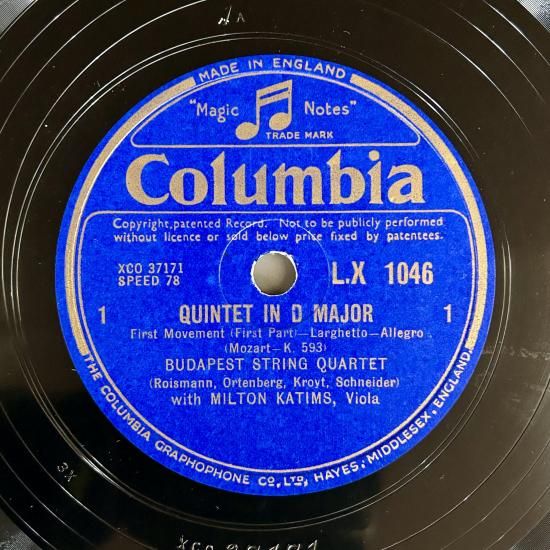 A
MADE IN ENGLAND
"Magic Notes"
TRADE MARK
Columbia
Copyright, patented Record. Not to be publicly performed
without licence or sold below price fixed by patentees.
XCO 37171
SPEED 78
L.X 1046
1 QUINTET IN D MAJOR 1
First Movement (First Part)—Larghetto—Allegro
(Mozart—K. 593)
BUDAPEST STRING QUARTET
(Roismann, Ortenberg, Kroyt, Schneider)
with MILTON KATIMS, Viola
THE COLUMBIA GRAPHOPHONE CO., LTD., HAYES, MIDDLESEX, ENGLAND.
3X